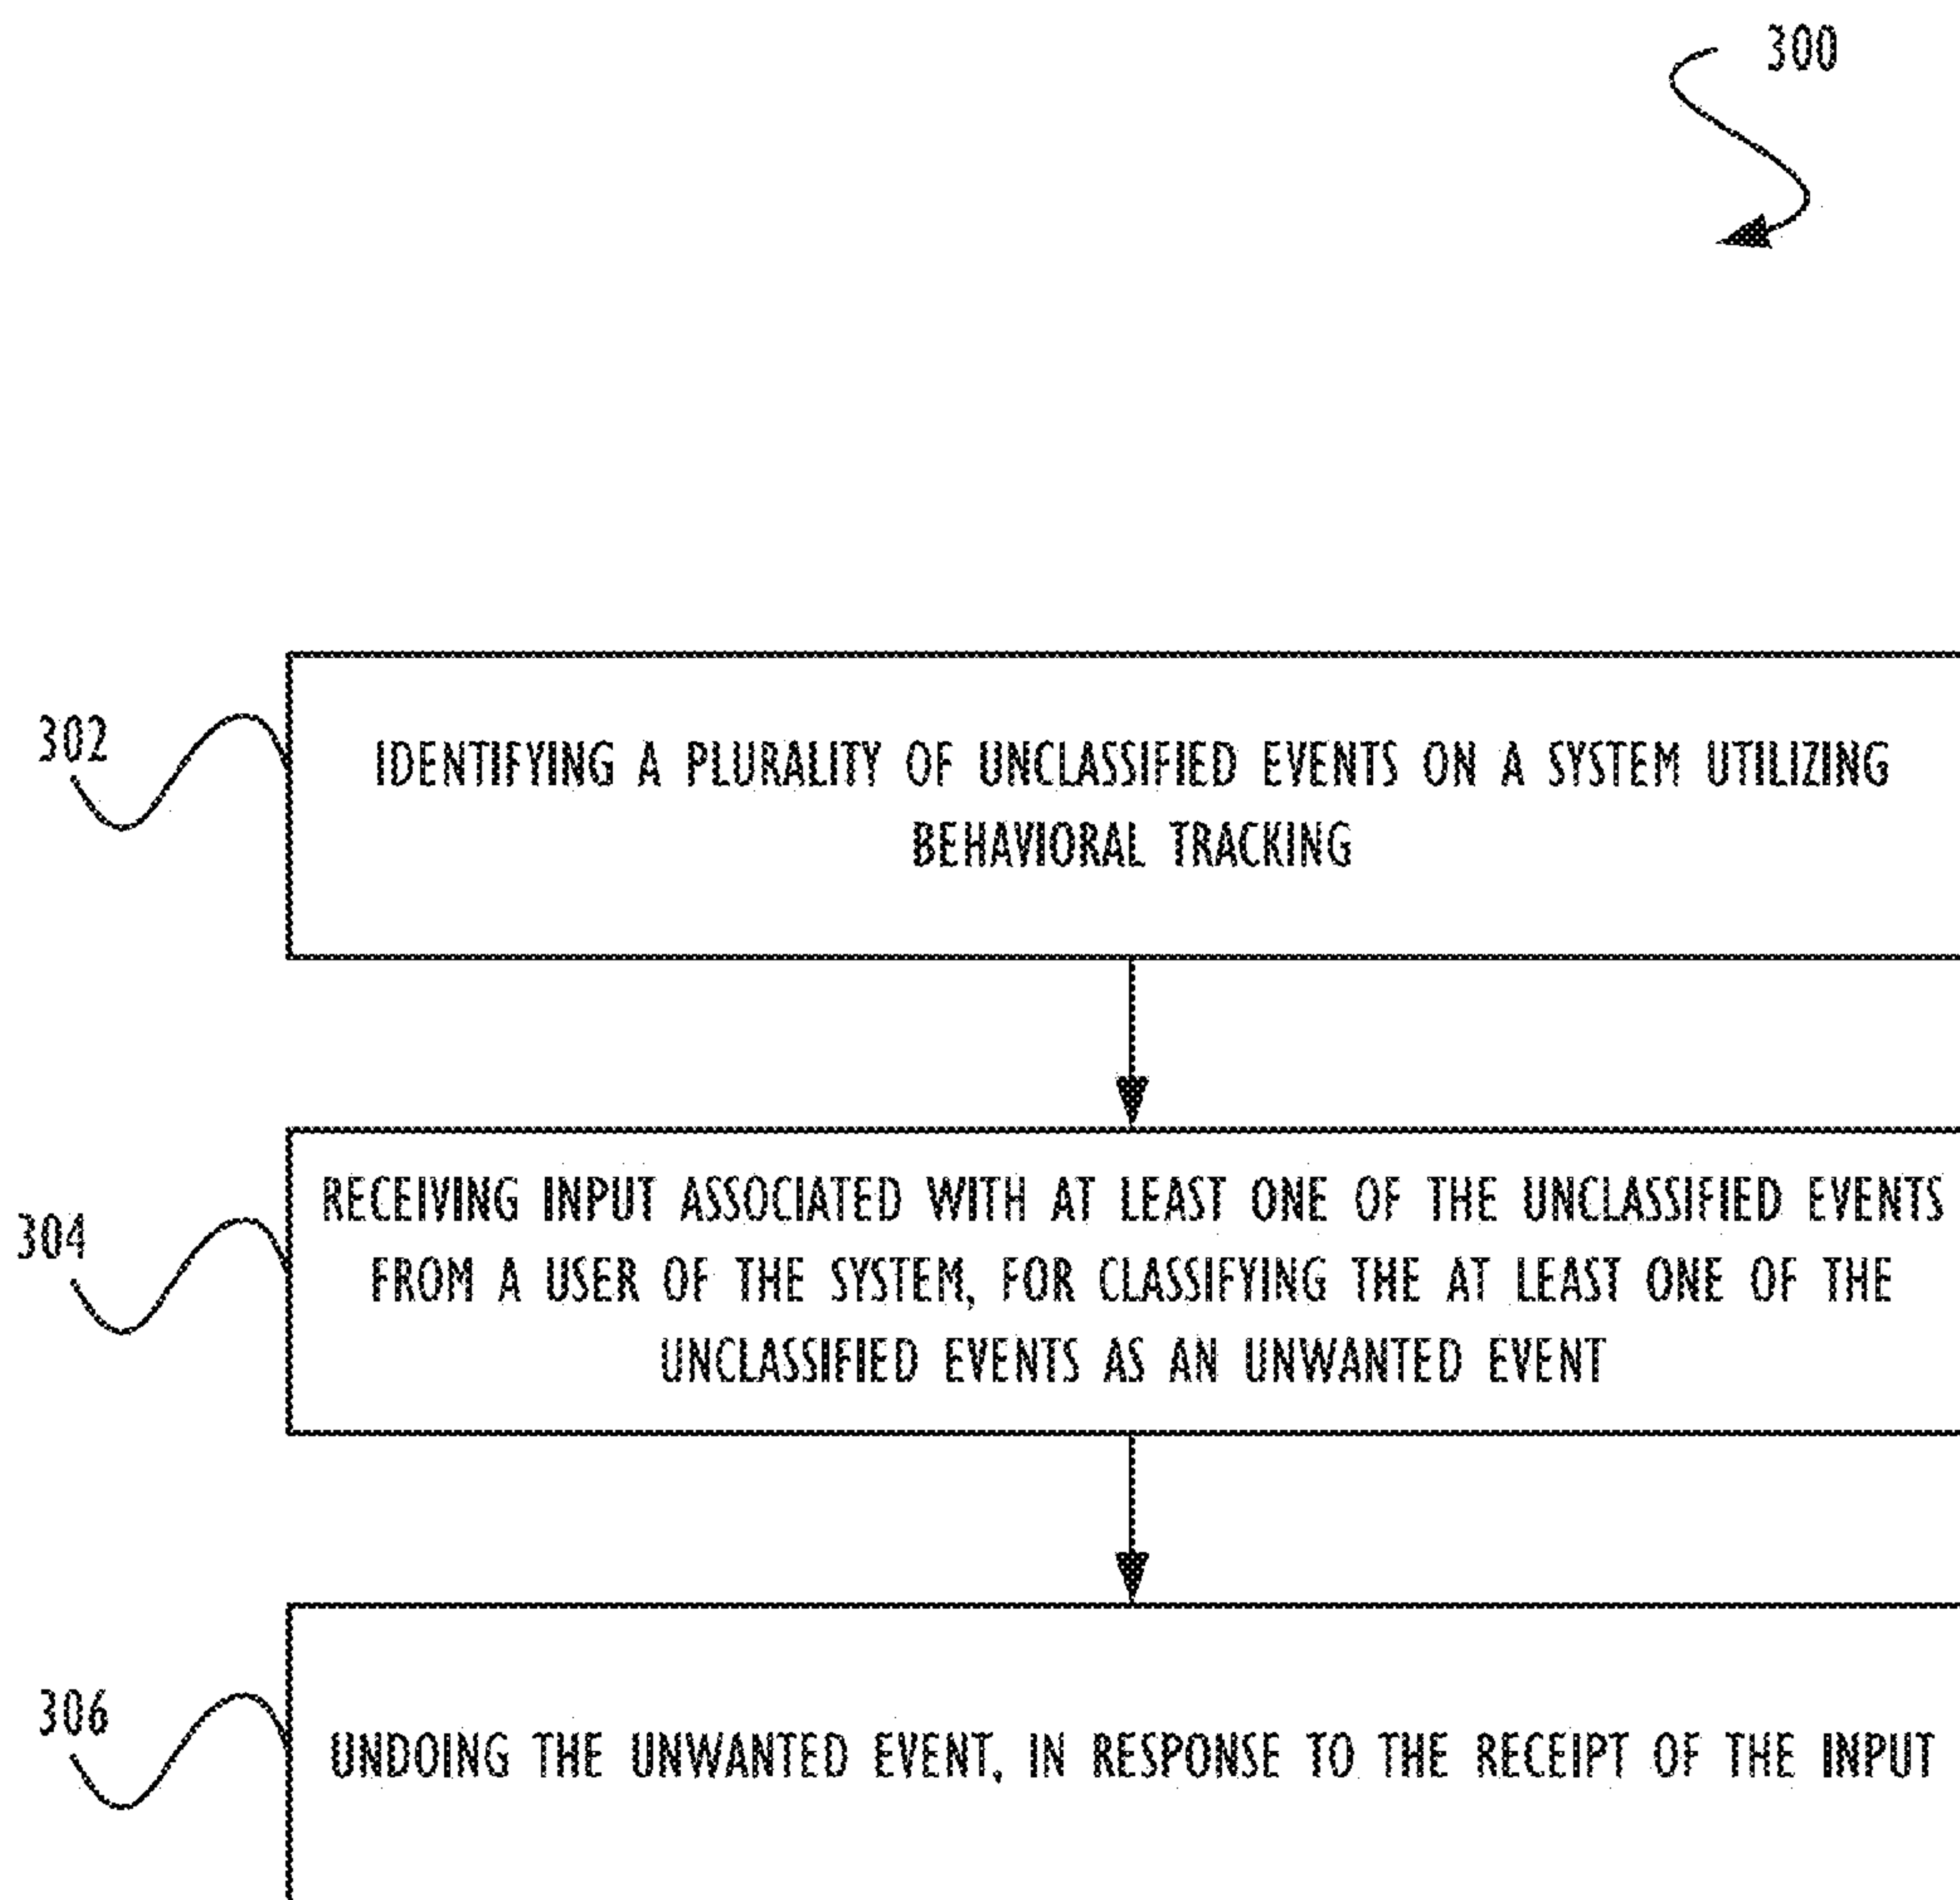 300
302
IDENTIFYING A PLURALITY OF UNCLASSIFIED EVENTS ON A SYSTEM UTILIZING
BEHAVIORAL TRACKING
304
RECEIVING INPUT ASSOCIATED WITH AT LEAST ONE OF THE UNCLASSIFIED EVENTS
FROM A USER OF THE SYSTEM, FOR CLASSIFYING THE AT LEAST ONE OF THE
UNCLASSIFIED EVENTS AS AN UNWANTED EVENT
306
UNDOING THE UNWANTED EVENT, IN RESPONSE TO THE RECEIPT OF THE INPUT